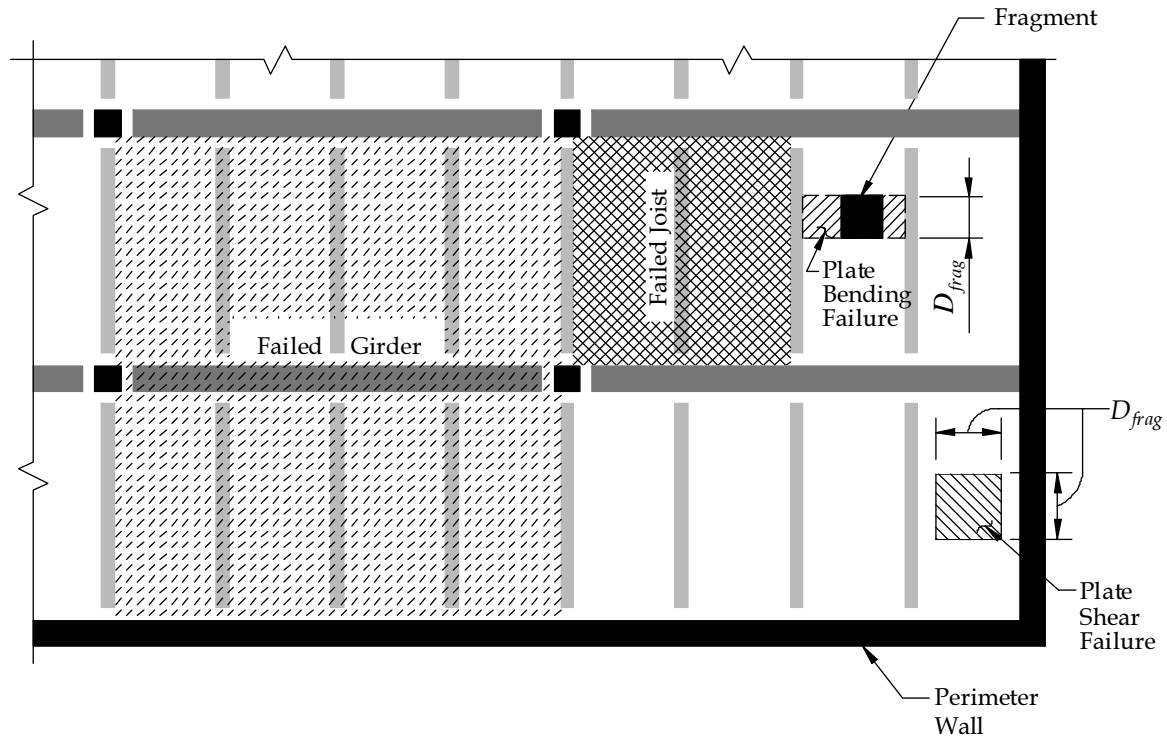 Fragment
Failed Joist
Plate
Bending
Failure
D_frag
Failed Girder
D_frag
Plate
Shear
Failure
Perimeter
Wall